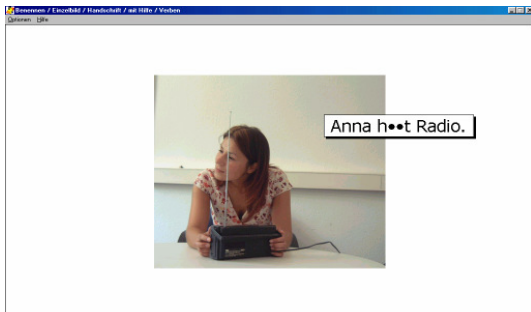 Benennen / Einzelbild / Handschrift / mit Hilfe / Verben
Optionen Hilfe
Anna h••t Radio.